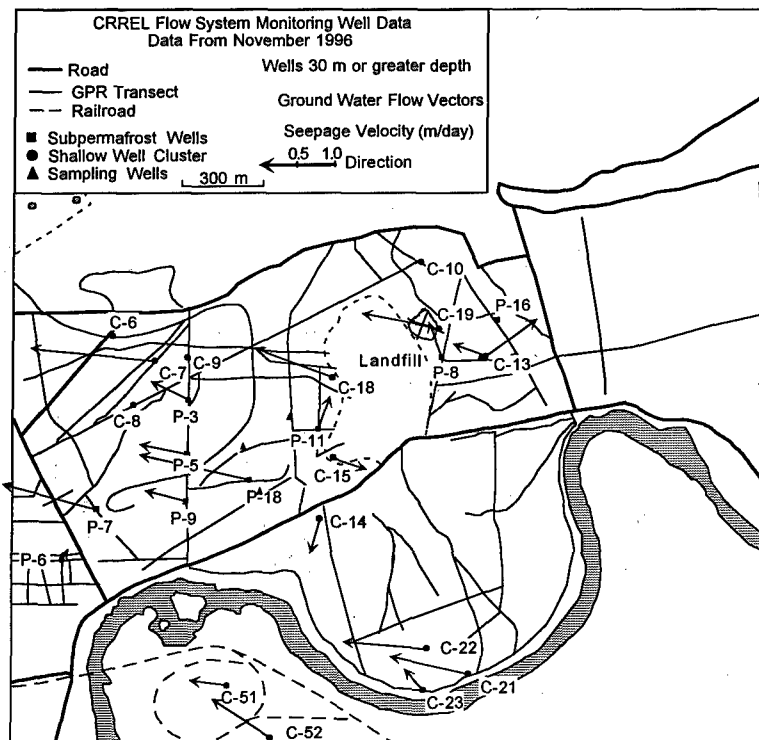 CRREL Flow System Monitoring Well Data
Data From November 1996
Road
Wells 30 m or greater depth
GPR Transect
Railroad
Ground Water Flow Vectors
Subpermafrost Wells
Seepage Velocity (m/day)
Shallow Well Cluster
0.5 1.0 Direction
Sampling Wells
300 m
C-10
P-16
C-6
C-19
C-9
Landfill
C-7
P-8
C-13
C-18
P-3
C-8
P-11
P-5
C-15
P-18
P-9
P-7
C-14
FP-6
C-22
C-21
C-51
C-23
C-52